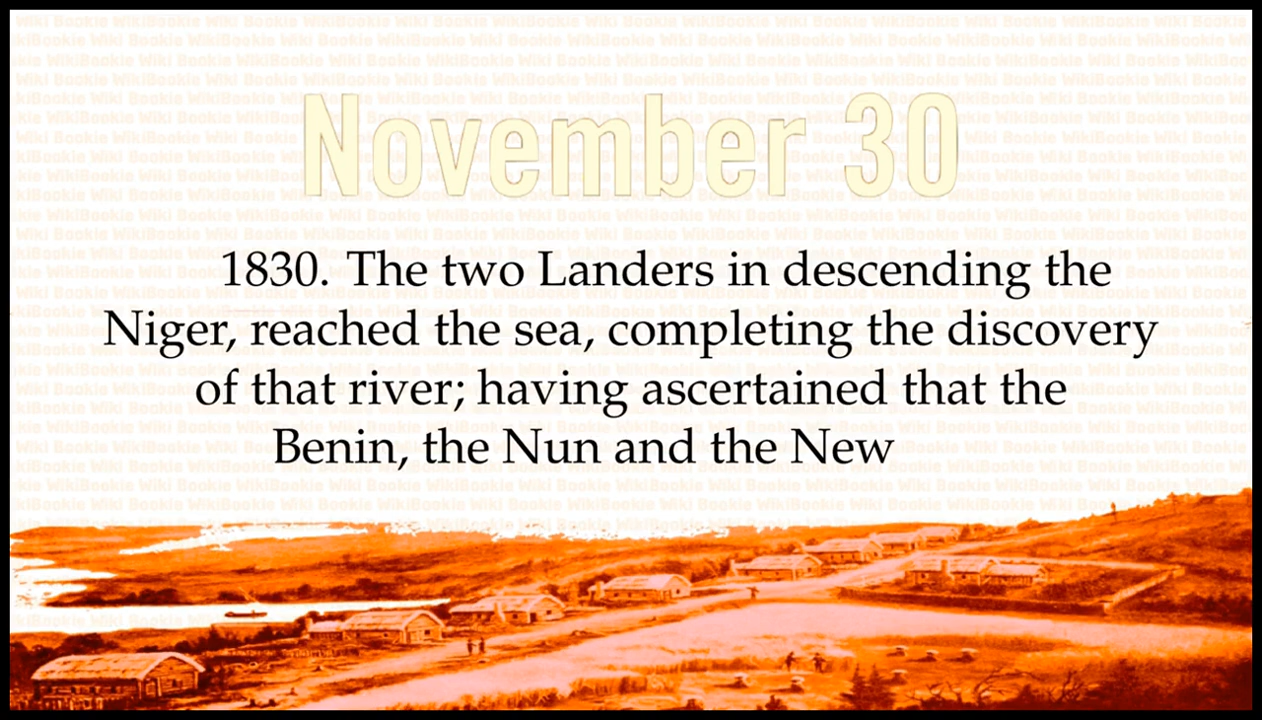 November 30
1830. The two Landers in descending the
Niger, reached the sea, completing the discovery
of that river; having ascertained that the
Benin, the Nun and the New